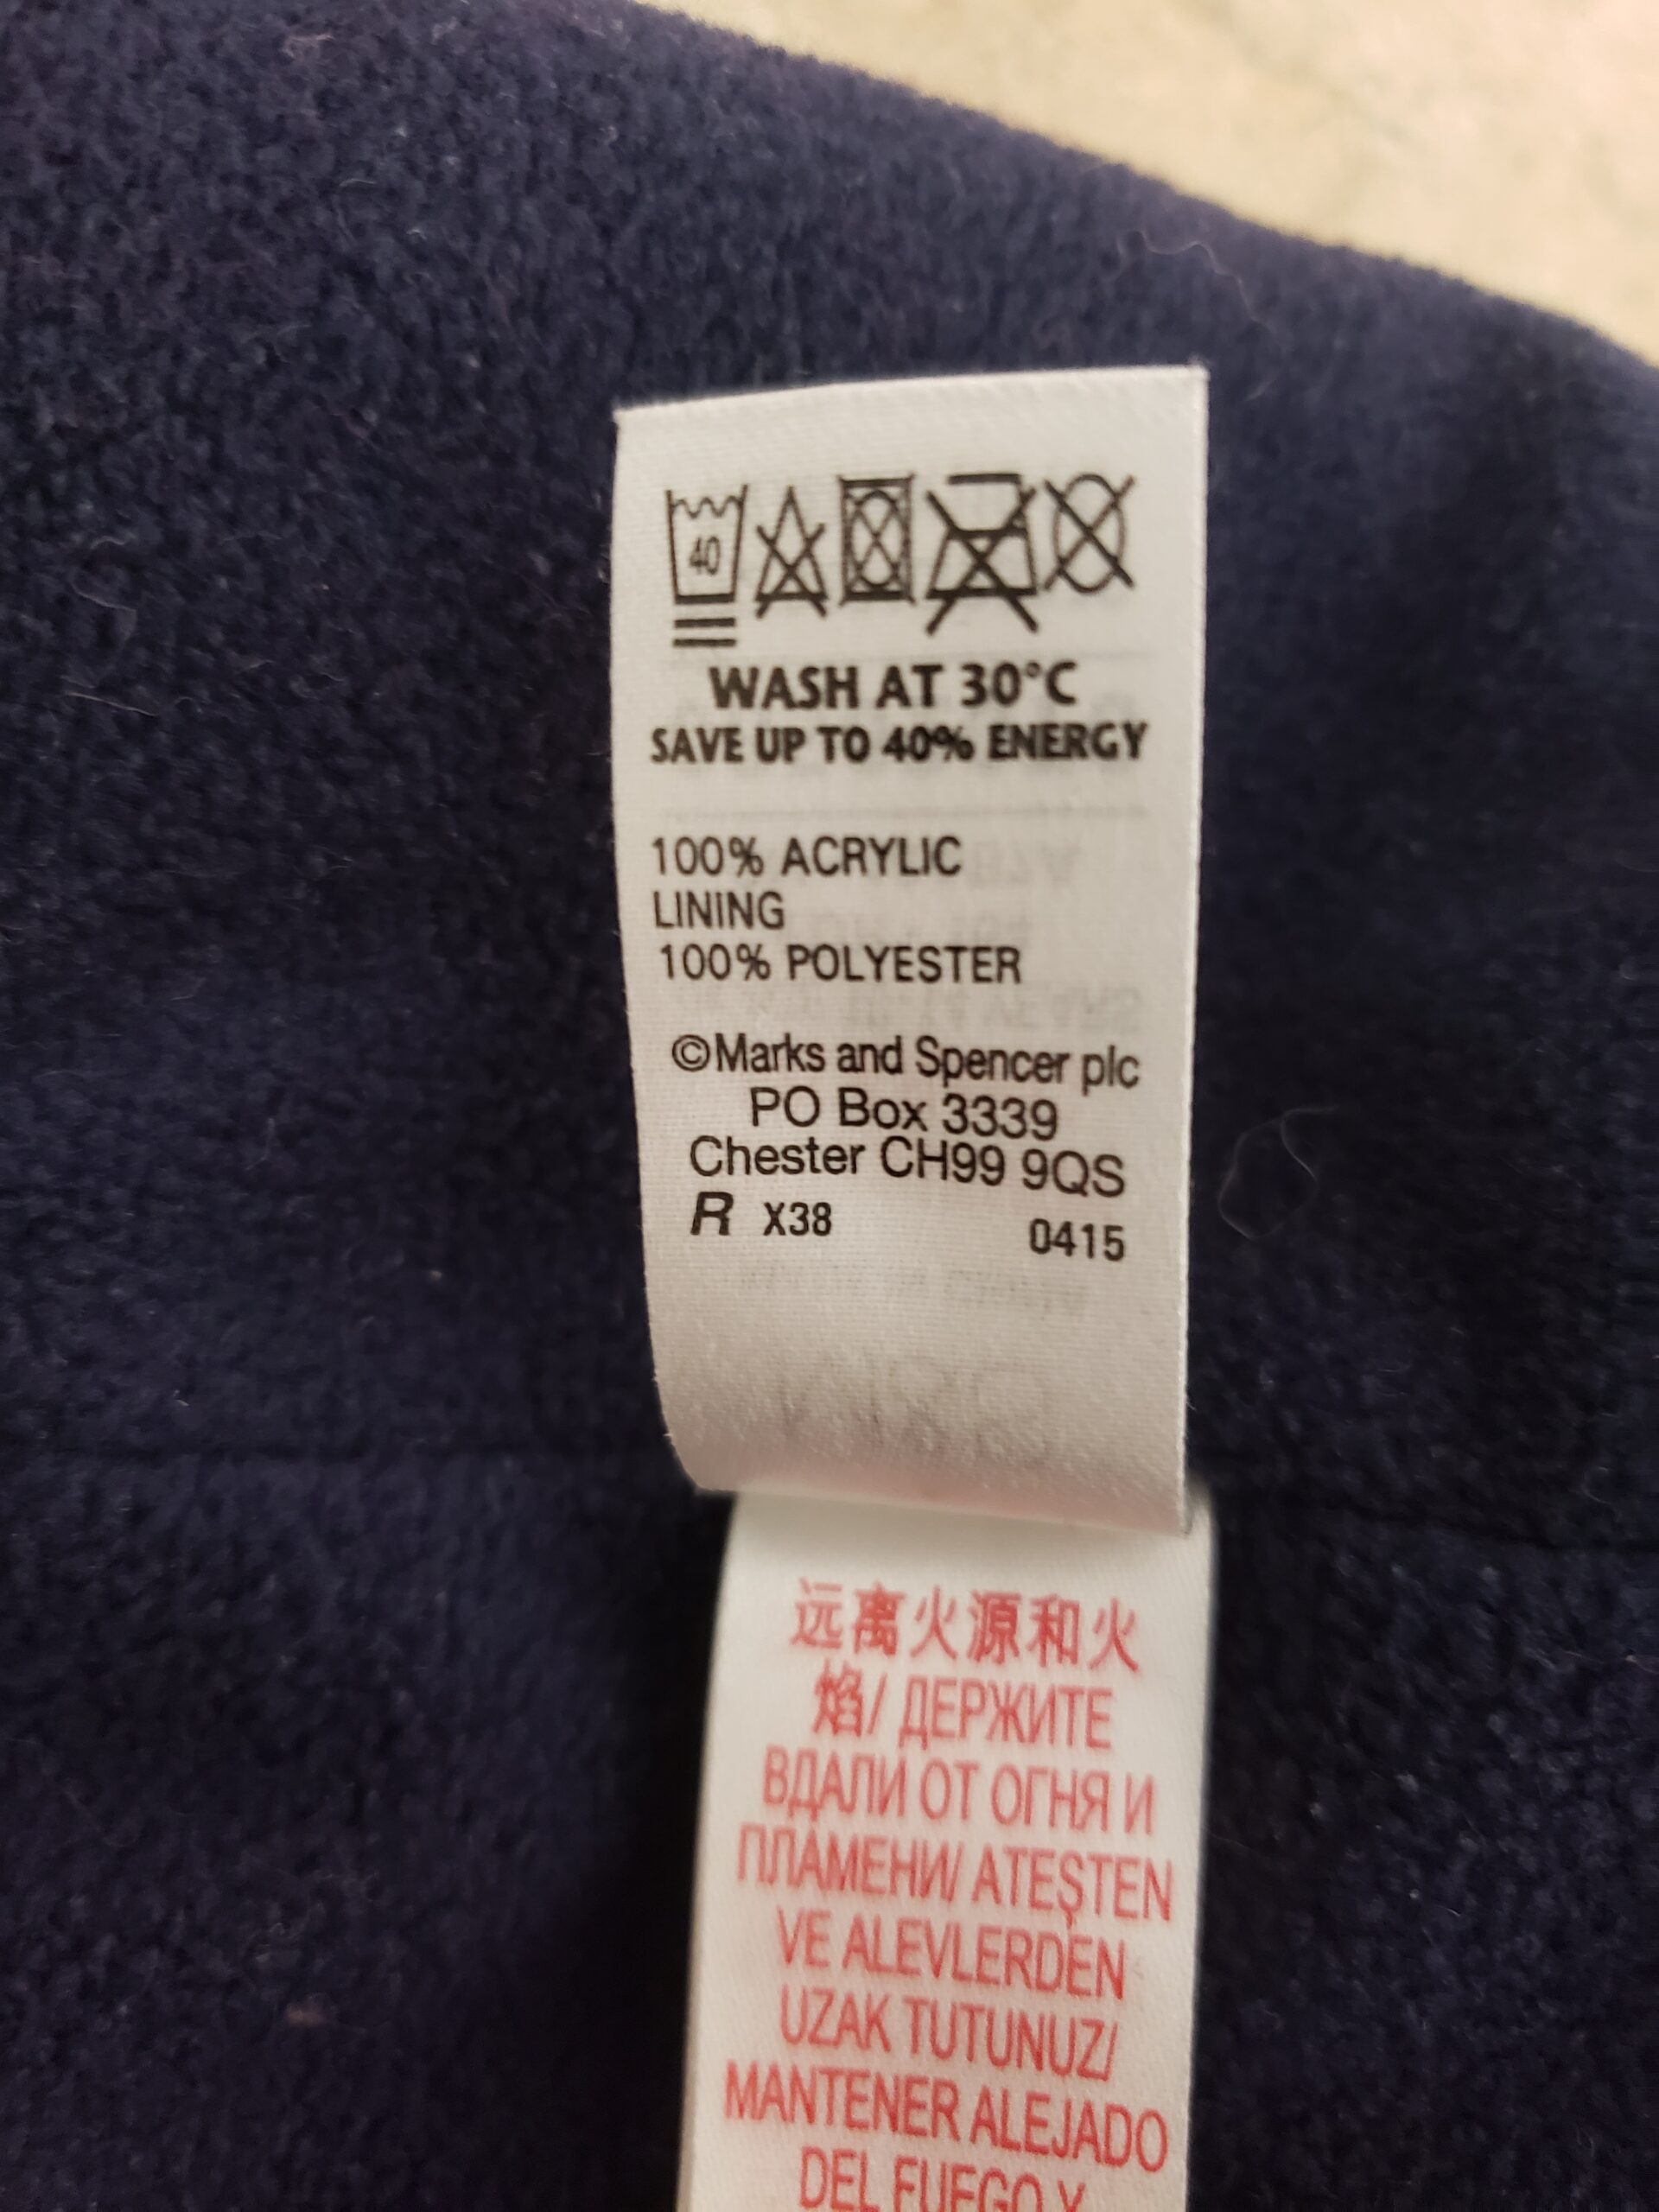 40
WASH AT 30°C
SAVE UP TO 40% ENERGY
100% ACRYLIC
LINING
100% POLYESTER
©Marks and Spencer plc
PO Box 3339
Chester CH99 9QS
R X38 0415
远离火源和火
焰/ ДЕРЖИТЕ
ВДАЛИ ОТ ОГНЯ И
ПЛАМЕНИ/ ATEŞTEN
VE ALEVLERDEN
UZAK TUTUNUZ/
MANTENER ALEJADO
DEL FUEGO Y